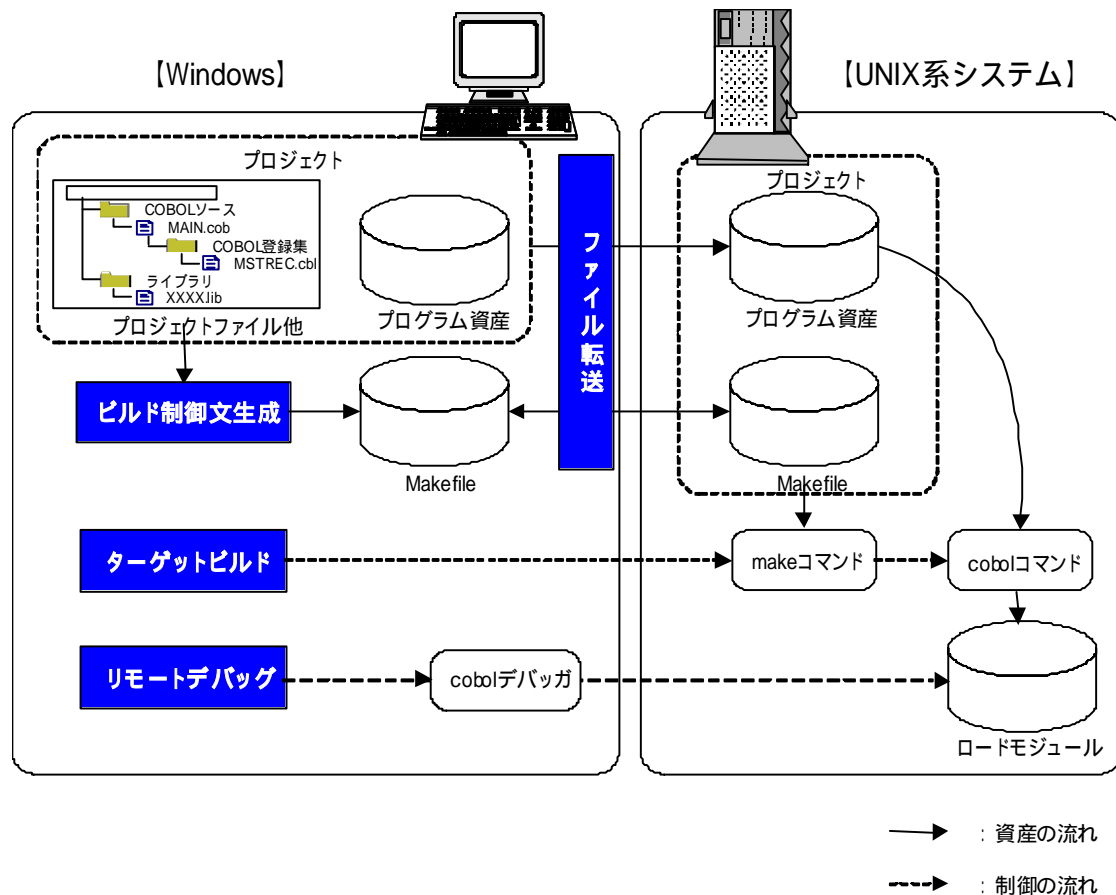 【Windows】
【UNIX系システム】
プロジェクト
COBOLソース
MAIN.cob
COBOL登録集
MSTREC.cbl
ライブラリ
XXXX.lib
プロジェクトファイル他
プログラム資産
ファイル転送
プロジェクト
プログラム資産
ビルド制御文生成
Makefile
Makefile
ターゲットビルド
makeコマンド
cobolコマンド
リモートデバッグ
cobolデバッガ
ロードモジュール
：資産の流れ
：制御の流れ